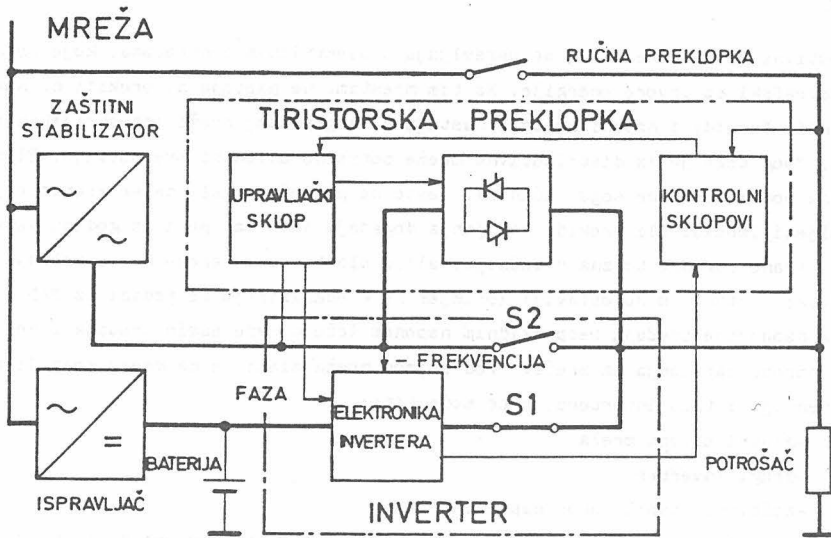 MREŽA
RUČNA PREKLOPKA
ZAŠTITNI
STABILIZATOR
TIRISTORSKA PREKLOPKA
UPRAVLJAČKI
SKLOP
KONTROLNI
SKLOPOVI
S2
FREKVENCIJA
FAZA
ELEKTRONIKA
INVERTERA
S1
BATERIJA
POTROŠAČ
ISPRAVLJAČ
INVERTER